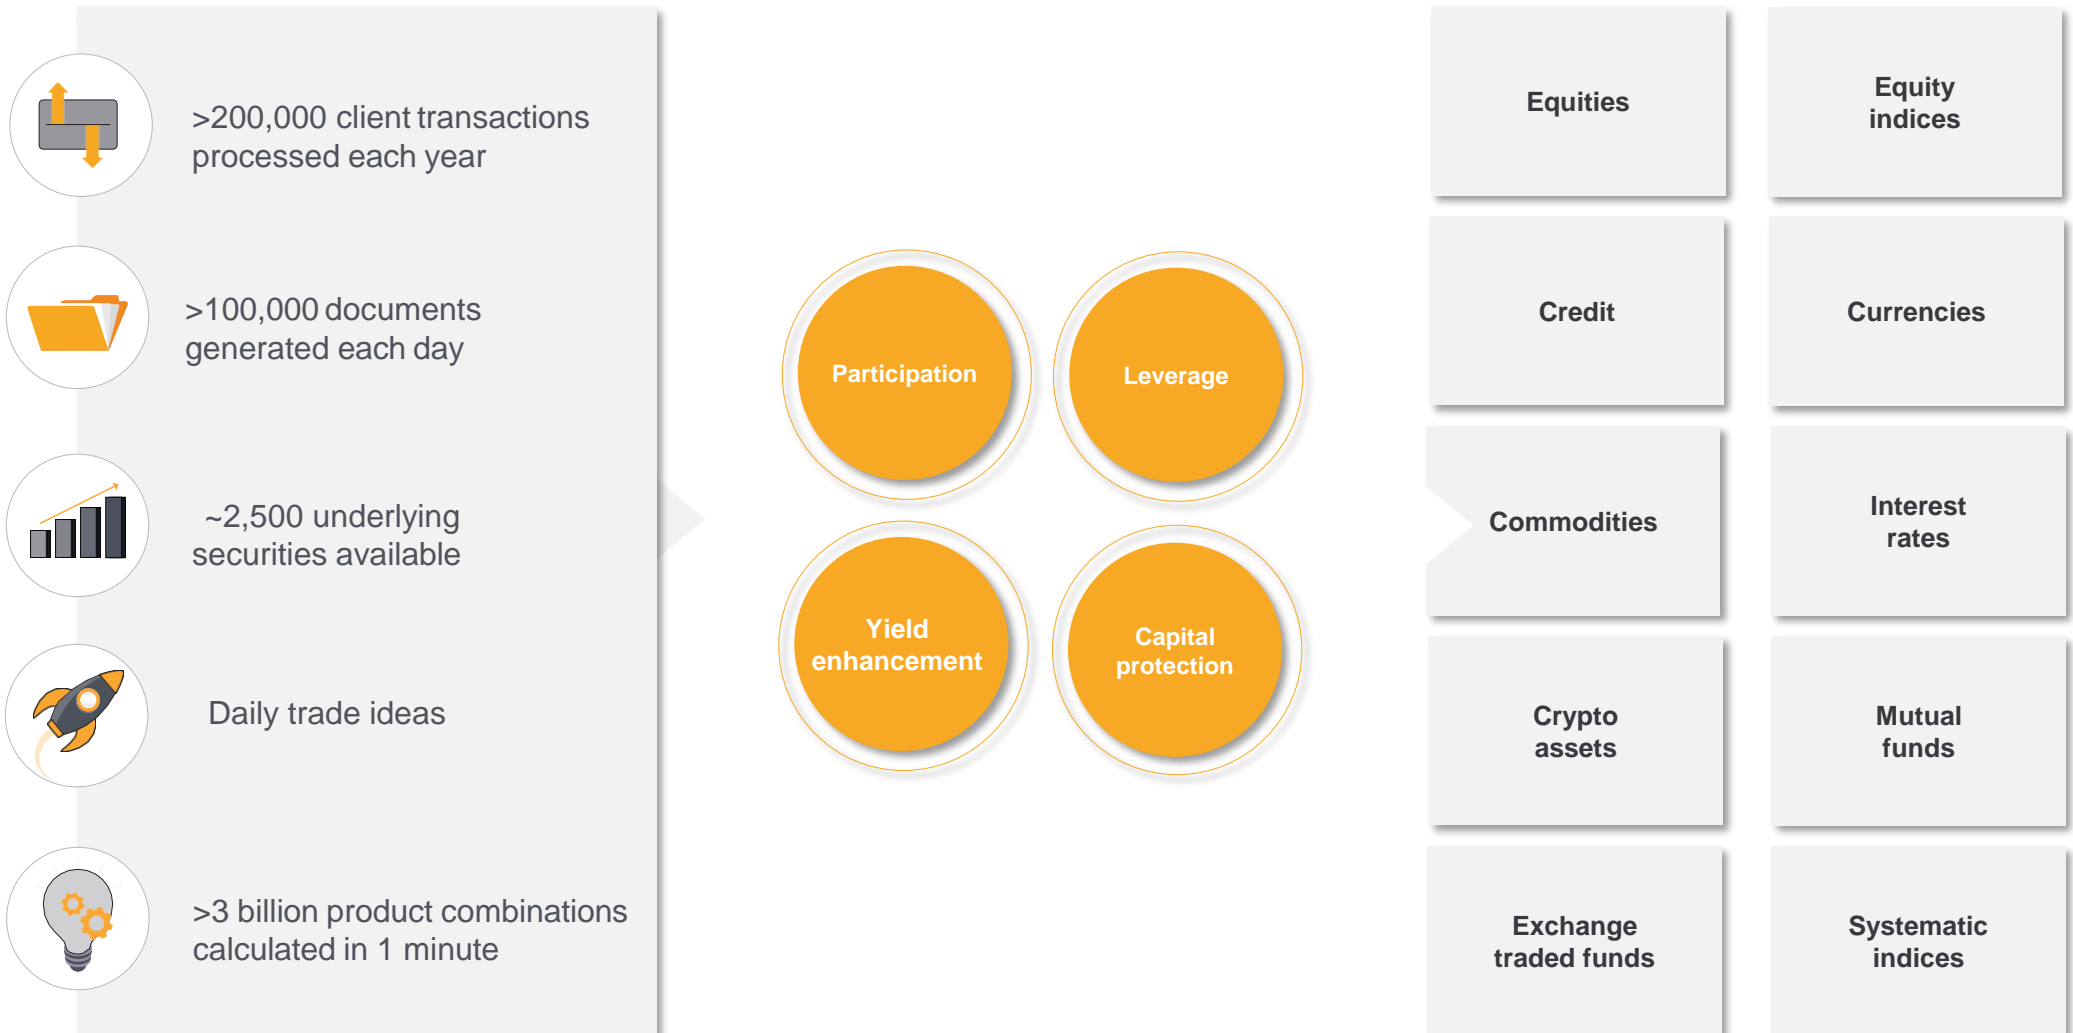 >200,000 client transactions
processed each year
>100,000 documents
generated each day
~2,500 underlying
securities available
Daily trade ideas
>3 billion product combinations
calculated in 1 minute
Participation
Leverage
Yield
enhancement
Capital
protection
Equities
Equity
indices
Credit
Currencies
Commodities
Interest
rates
Crypto
assets
Mutual
funds
Exchange
traded funds
Systematic
indices